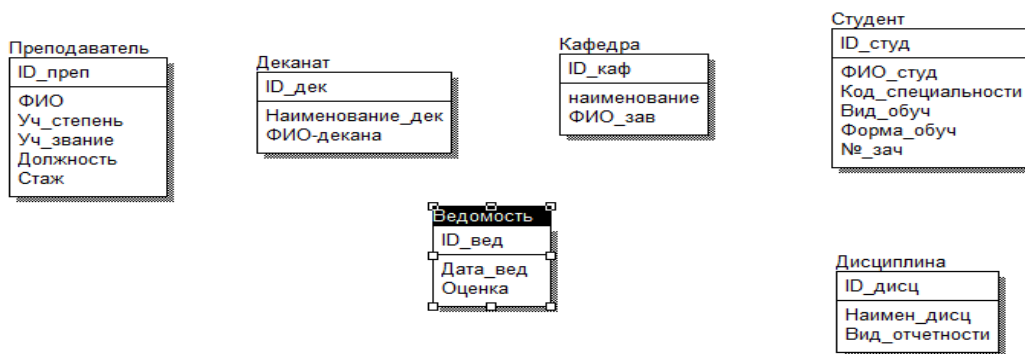 Преподаватель
ID_преп
ФИО
Уч_степень
Уч_звание
Должность
Стаж
Деканат
ID_дек
Наименование_дек
ФИО-декана
Кафедра
ID_каф
наименование
ФИО_зав
Студент
ID_студ
ФИО_студ
Код_специальности
Вид_обуч
Форма_обуч
№_зач
Ведомость
ID_вед
Дата_вед
Оценка
Дисциплина
ID_дисц
Наимен_дисц
Вид_отчетности